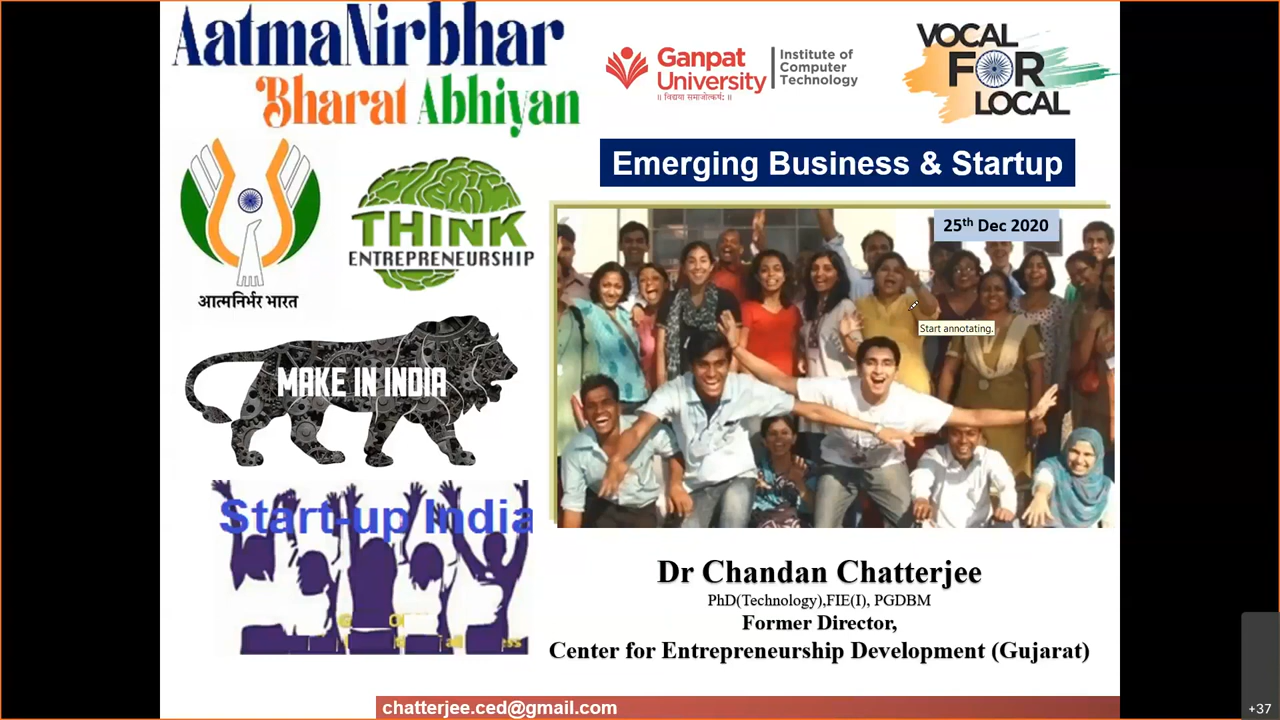 AatmaNirbhar
Bharat Abhiyan
Ganpat
University
॥ विद्यया समाजोत्कर्षः ॥
Institute of
Computer
Technology
VOCAL
FOR
LOCAL
Emerging Business & Startup
आत्मनिर्भर भारत
THINK
ENTREPRENEURSHIP
25th Dec 2020
Start annotating.
MAKE IN INDIA
Start-up India
Dr Chandan Chatterjee
PhD(Technology),FIE(I), PGDBM
Former Director,
Center for Entrepreneurship Development (Gujarat)
chatterjee.ced@gmail.com
+37